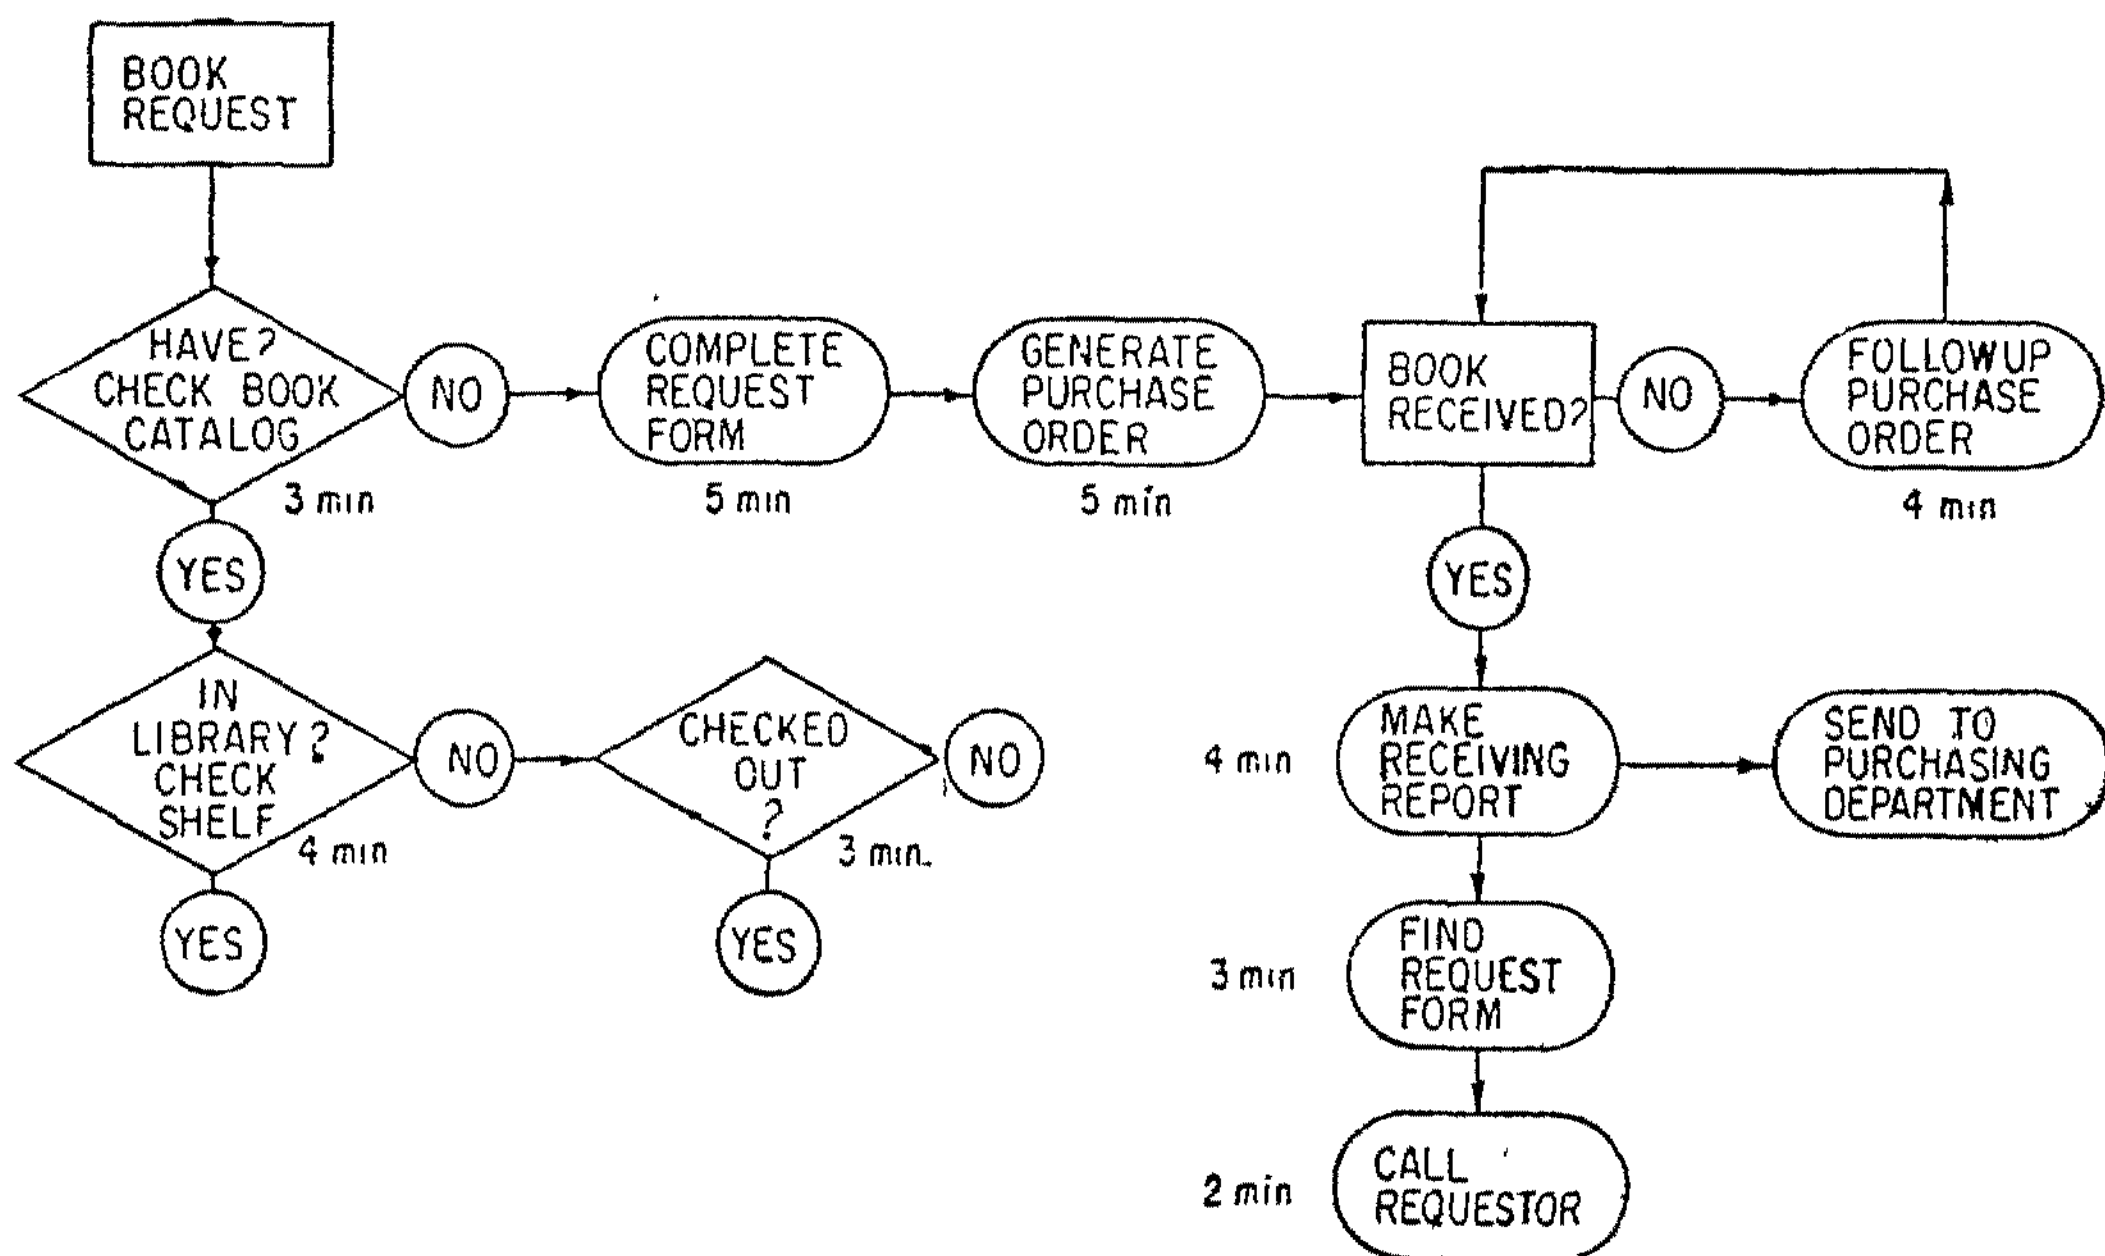 BOOK
REQUEST
HAVE?
CHECK BOOK
CATALOG
3 min
NO
COMPLETE
REQUEST
FORM
5 min
GENERATE
PURCHASE
ORDER
5 min
BOOK
RECEIVED?
NO
FOLLOWUP
PURCHASE
ORDER
4 min
YES
IN
LIBRARY?
CHECK
SHELF
4 min
NO
CHECKED
OUT
?
3 min.
NO
YES
YES
YES
MAKE
RECEIVING
REPORT
4 min
SEND TO
PURCHASING
DEPARTMENT
FIND
REQUEST
FORM
3 min
CALL
REQUESTOR
2 min